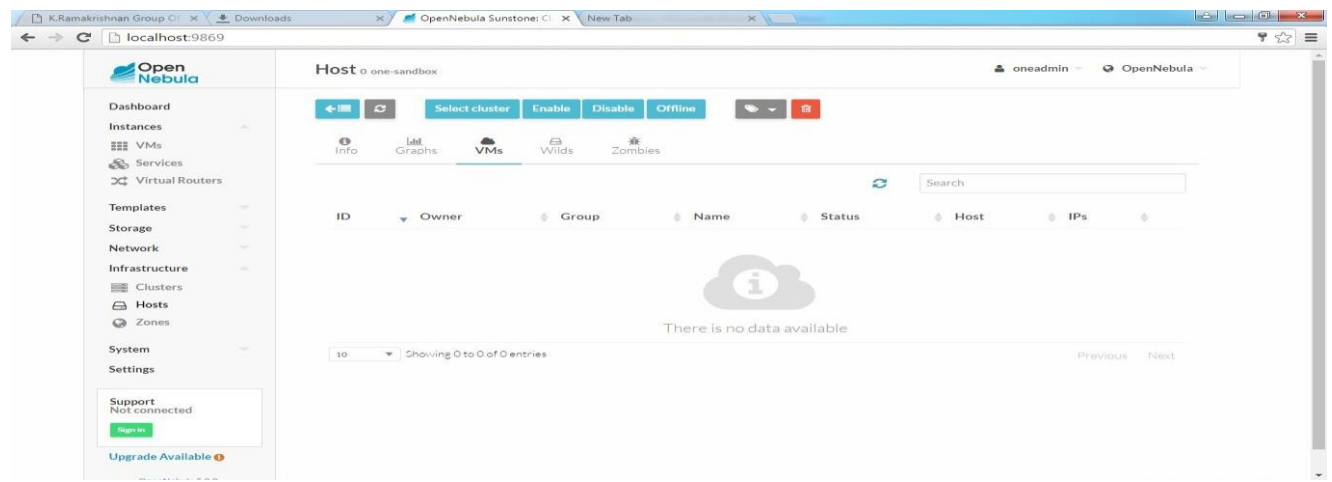 K.Ramakrishnan Group Of
Downloads
OpenNebula Sunstone: Cl
New Tab
localhost:9869
Open
Nebula
Host 0 one-sandbox
oneadmin
OpenNebula
Dashboard
Instances
VMs
Services
Virtual Routers
Templates
Storage
Network
Infrastructure
Clusters
Hosts
Zones
System
Settings
Support
Not connected
Sign in
Upgrade Available
Select cluster Enable Disable Offline
Info Graphs VMs Wilds Zombies
Search
ID Owner Group Name Status Host IPs
There is no data available
10 Showing 0 to 0 of 0 entries
Previous Next